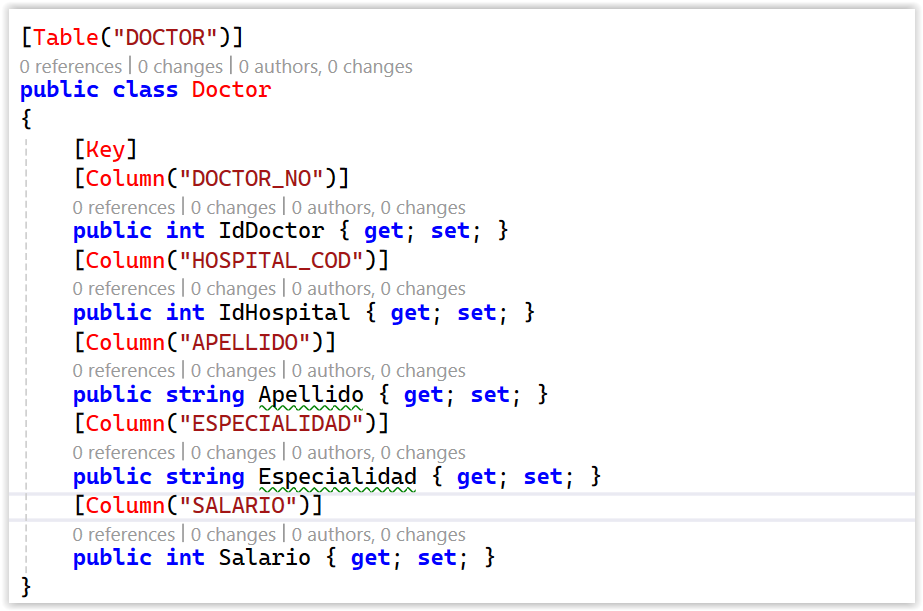 [Table("DOCTOR")]
0 references | 0 changes | 0 authors, 0 changes
public class Doctor
{
[Key]
[Column("DOCTOR_NO")]
0 references | 0 changes | 0 authors, 0 changes
public int IdDoctor { get; set; }
[Column("HOSPITAL_COD")]
0 references | 0 changes | 0 authors, 0 changes
public int IdHospital { get; set; }
[Column("APELLIDO")]
0 references | 0 changes | 0 authors, 0 changes
public string Apellido { get; set; }
[Column("ESPECIALIDAD")]
0 references | 0 changes | 0 authors, 0 changes
public string Especialidad { get; set; }
[Column("SALARIO")]
0 references | 0 changes | 0 authors, 0 changes
public int Salario { get; set; }
}